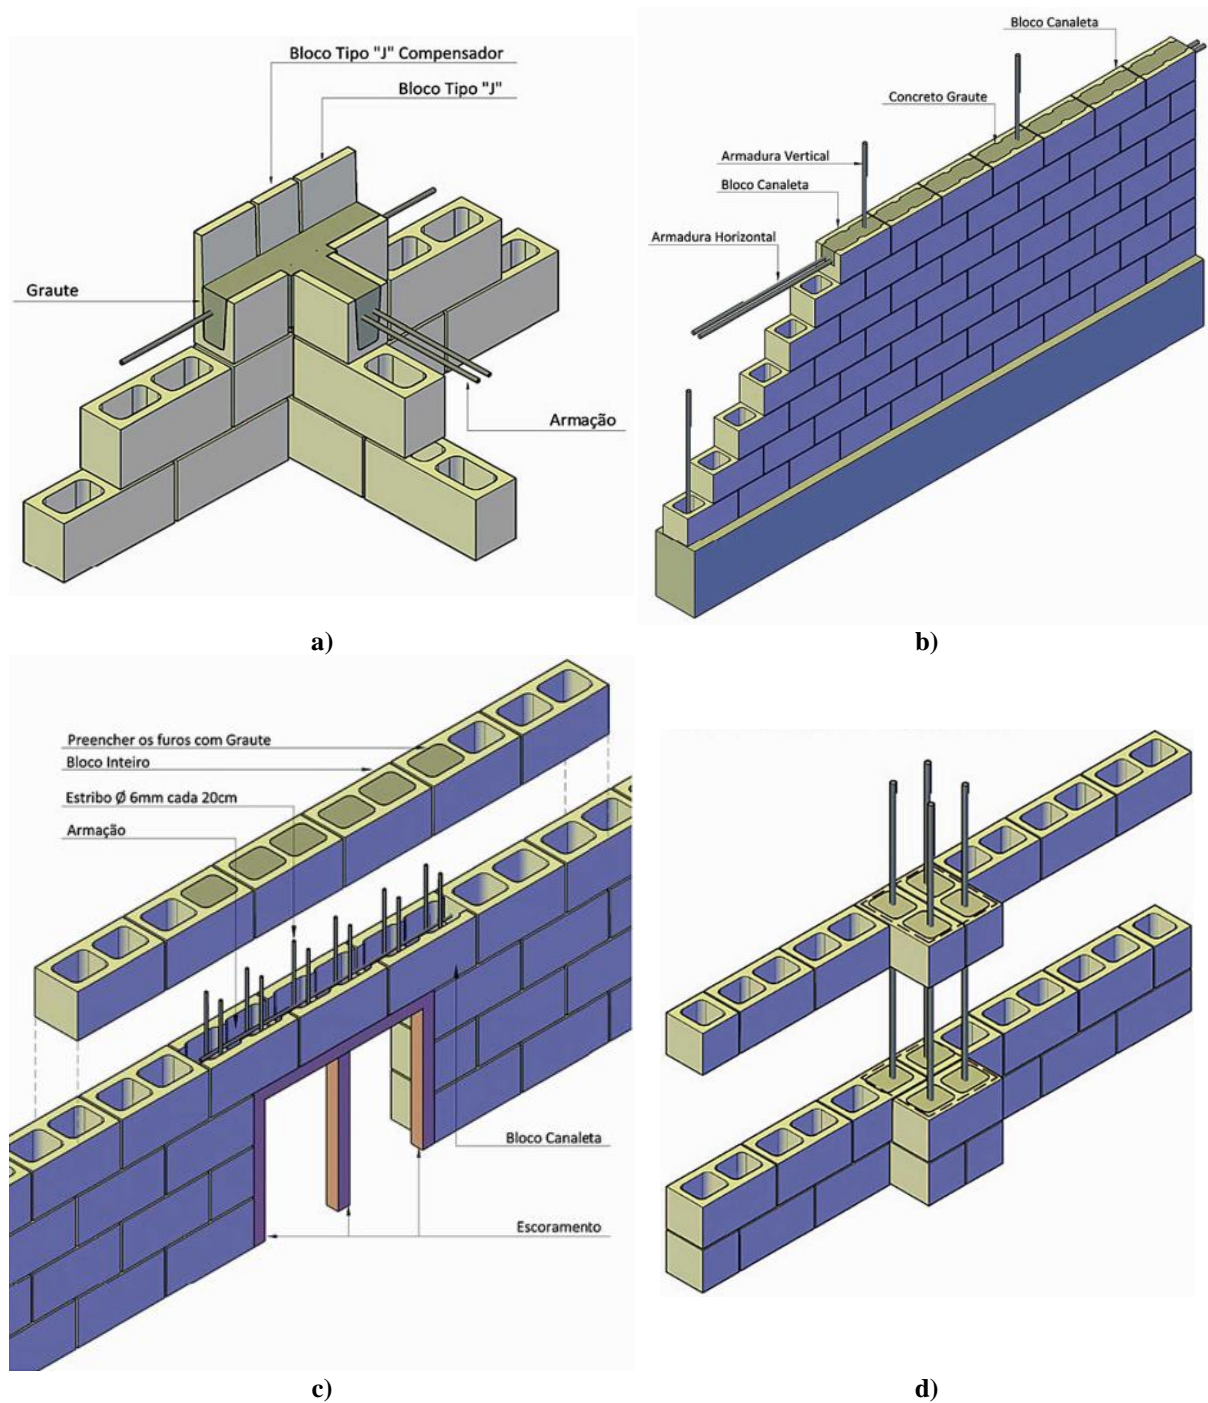 Bloco Tipo "J" Compensador
Bloco Tipo "J"
Graute
Armação
a)
Bloco Canaleta
Concreto Graute
Armadura Vertical
Bloco Canaleta
Armadura Horizontal
b)
Preencher os furos com Graute
Bloco Inteiro
Estribo Ø 6mm cada 20cm
Armação
Bloco Canaleta
Escoramento
c)
d)